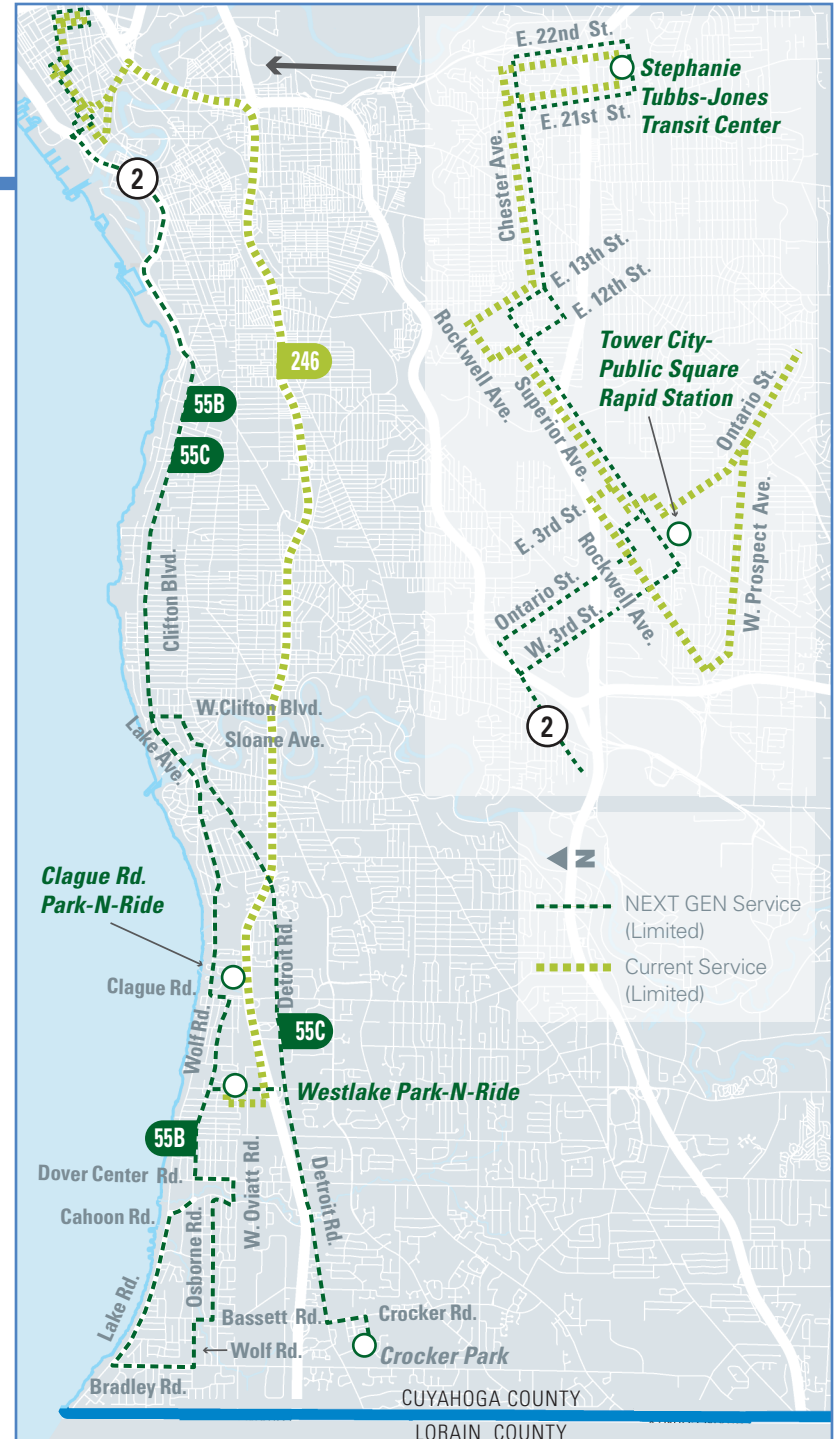 E. 22nd St.
Stephanie
Tubbs-Jones
Transit Center
E. 21st St.
Chester Ave.
2
E. 13th St.
E. 12th St.
Rockwell Ave.
Superior Ave.
Tower City-
Public Square
Rapid Station
Ontario St.
246
55B
55C
E. 3rd St.
Rockwell Ave.
W. Prospect Ave.
Ontario St.
W. 3rd St.
2
Clifton Blvd.
W.Clifton Blvd.
Sloane Ave.
Lake Ave.
N
NEXT GEN Service
(Limited)
Current Service
(Limited)
Clague Rd.
Park-N-Ride
Clague Rd.
Wolf Rd.
Detroit Rd.
55C
Westlake Park-N-Ride
55B
Dover Center Rd.
W. Oviatt Rd.
Detroit Rd.
Cahoon Rd.
Osborne Rd.
Lake Rd.
Bassett Rd.
Crocker Rd.
Wolf Rd.
Crocker Park
Bradley Rd.
CUYAHOGA COUNTY
LORAIN COUNTY